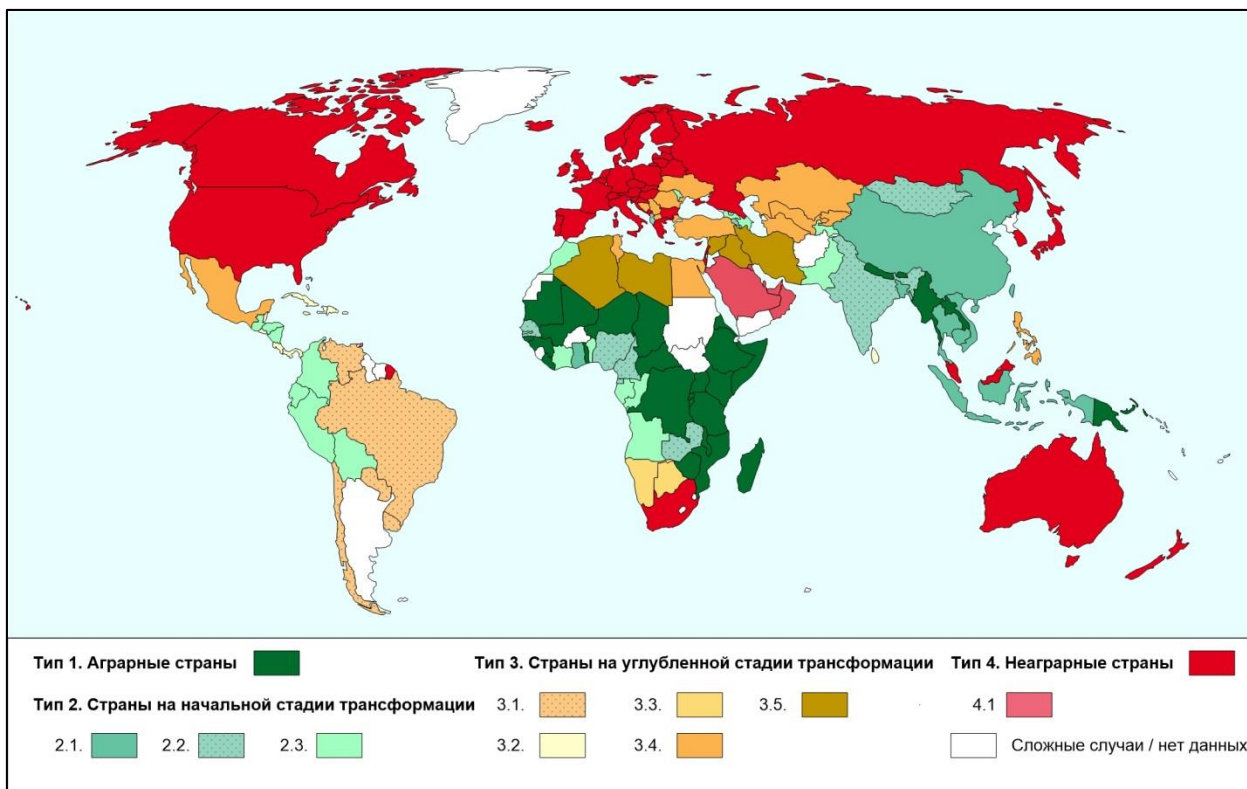 Тип 1. Аграрные страны
Тип 2. Страны на начальной стадии трансформации
2.1.
2.2.
2.3.
Тип 3. Страны на углубленной стадии трансформации
3.1.
3.3.
3.5.
3.2.
3.4.
Тип 4. Неаграрные страны
4.1
Сложные случаи / нет данных